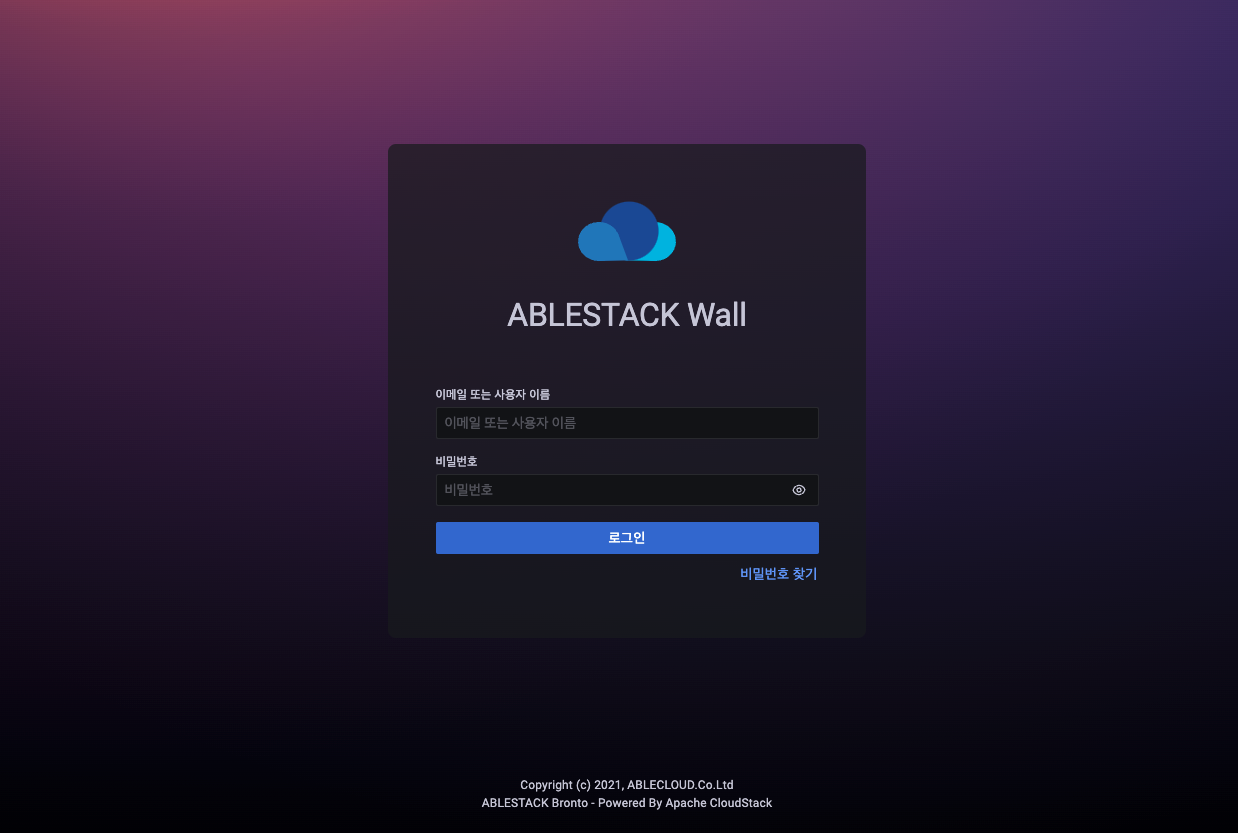 ABLESTACK Wall
이메일 또는 사용자 이름
이메일 또는 사용자 이름
비밀번호
비밀번호
로그인
비밀번호 찾기
Copyright (c) 2021, ABLECLOUD.Co.Ltd
ABLESTACK Bronto - Powered By Apache CloudStack